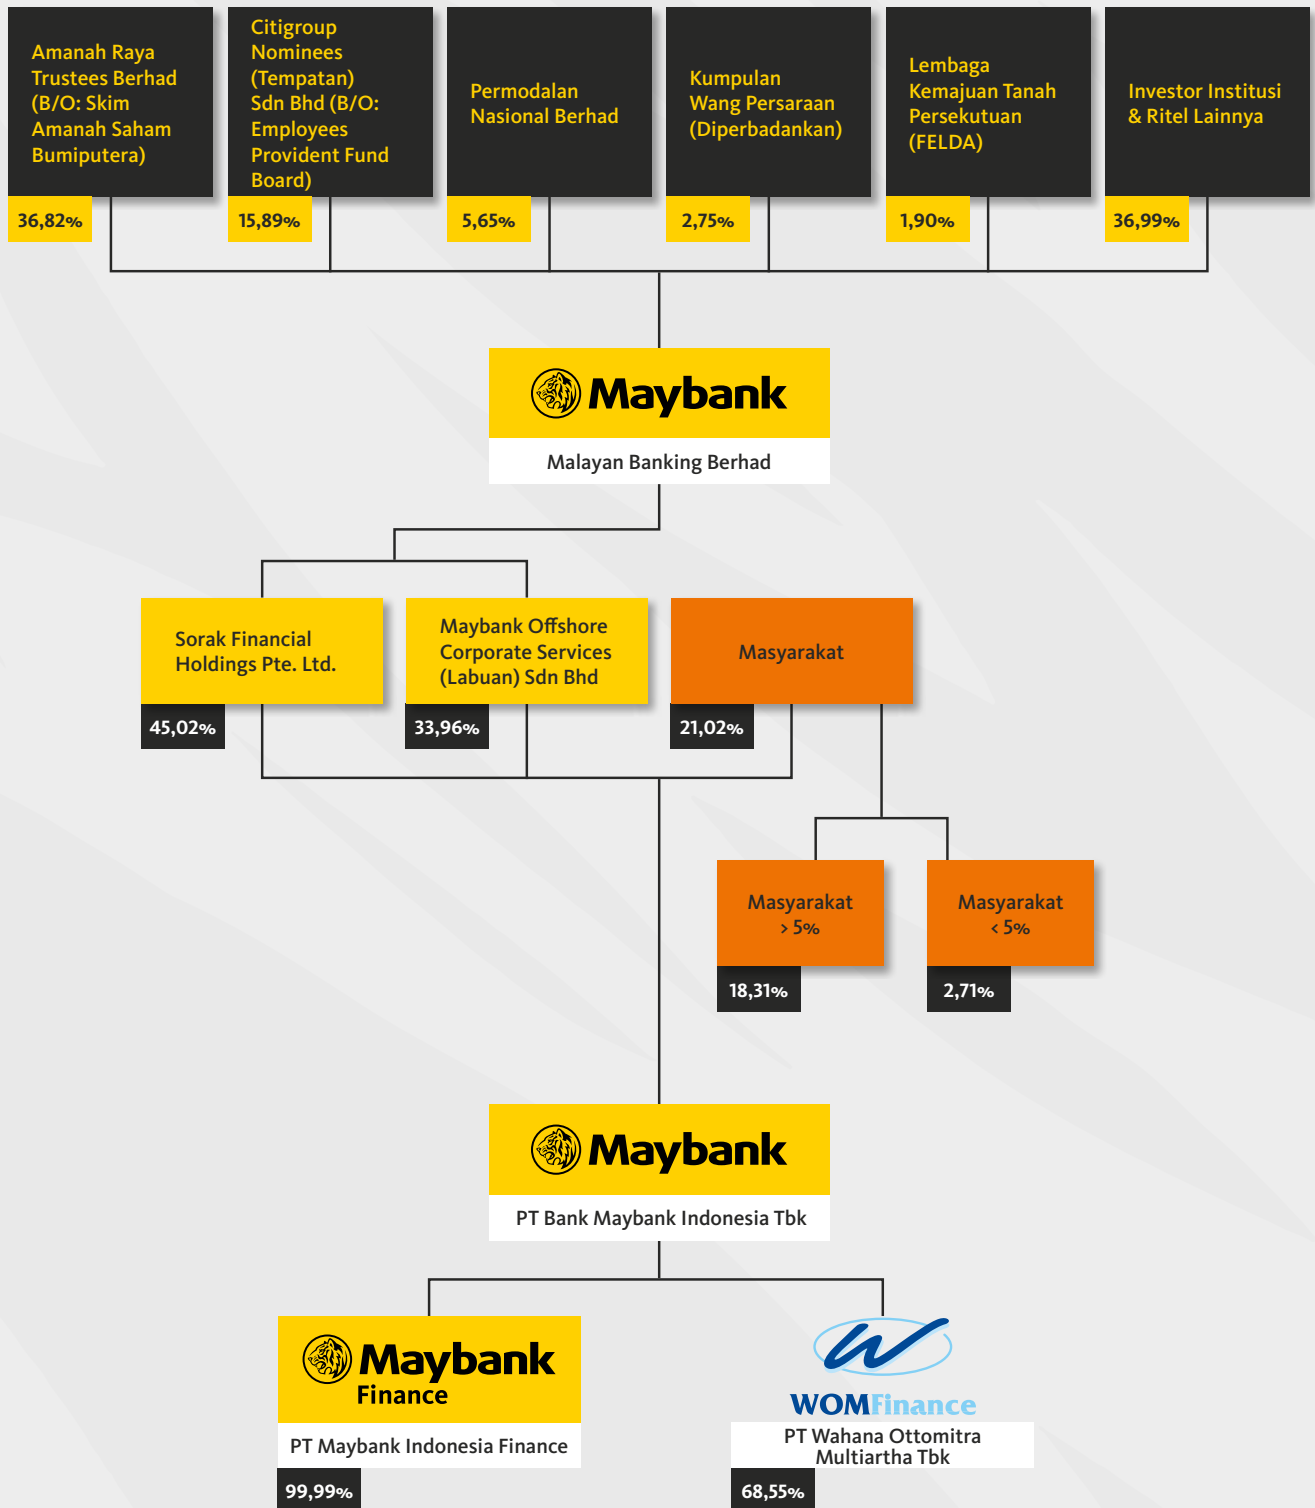 Amanah Raya
Trustees Berhad
(B/O: Skim
Amanah Saham
Bumiputera)
36,82%
Citigroup
Nominees
(Tempatan)
Sdn Bhd (B/O:
Employees
Provident Fund
Board)
15,89%
Permodalan
Nasional Berhad
5,65%
Kumpulan
Wang Persaraan
(Diperbadankan)
2,75%
Lembaga
Kemajuan Tanah
Persekutuan
(FELDA)
1,90%
Investor Institusi
& Ritel Lainnya
36,99%
Maybank
Malayan Banking Berhad
Sorak Financial
Holdings Pte. Ltd.
45,02%
Maybank Offshore
Corporate Services
(Labuan) Sdn Bhd
33,96%
Masyarakat
21,02%
Masyarakat
> 5%
18,31%
Masyarakat
< 5%
2,71%
Maybank
PT Bank Maybank Indonesia Tbk
Maybank
Finance
PT Maybank Indonesia Finance
99,99%
WOMFinance
PT Wahana Ottomitra
Multiartha Tbk
68,55%